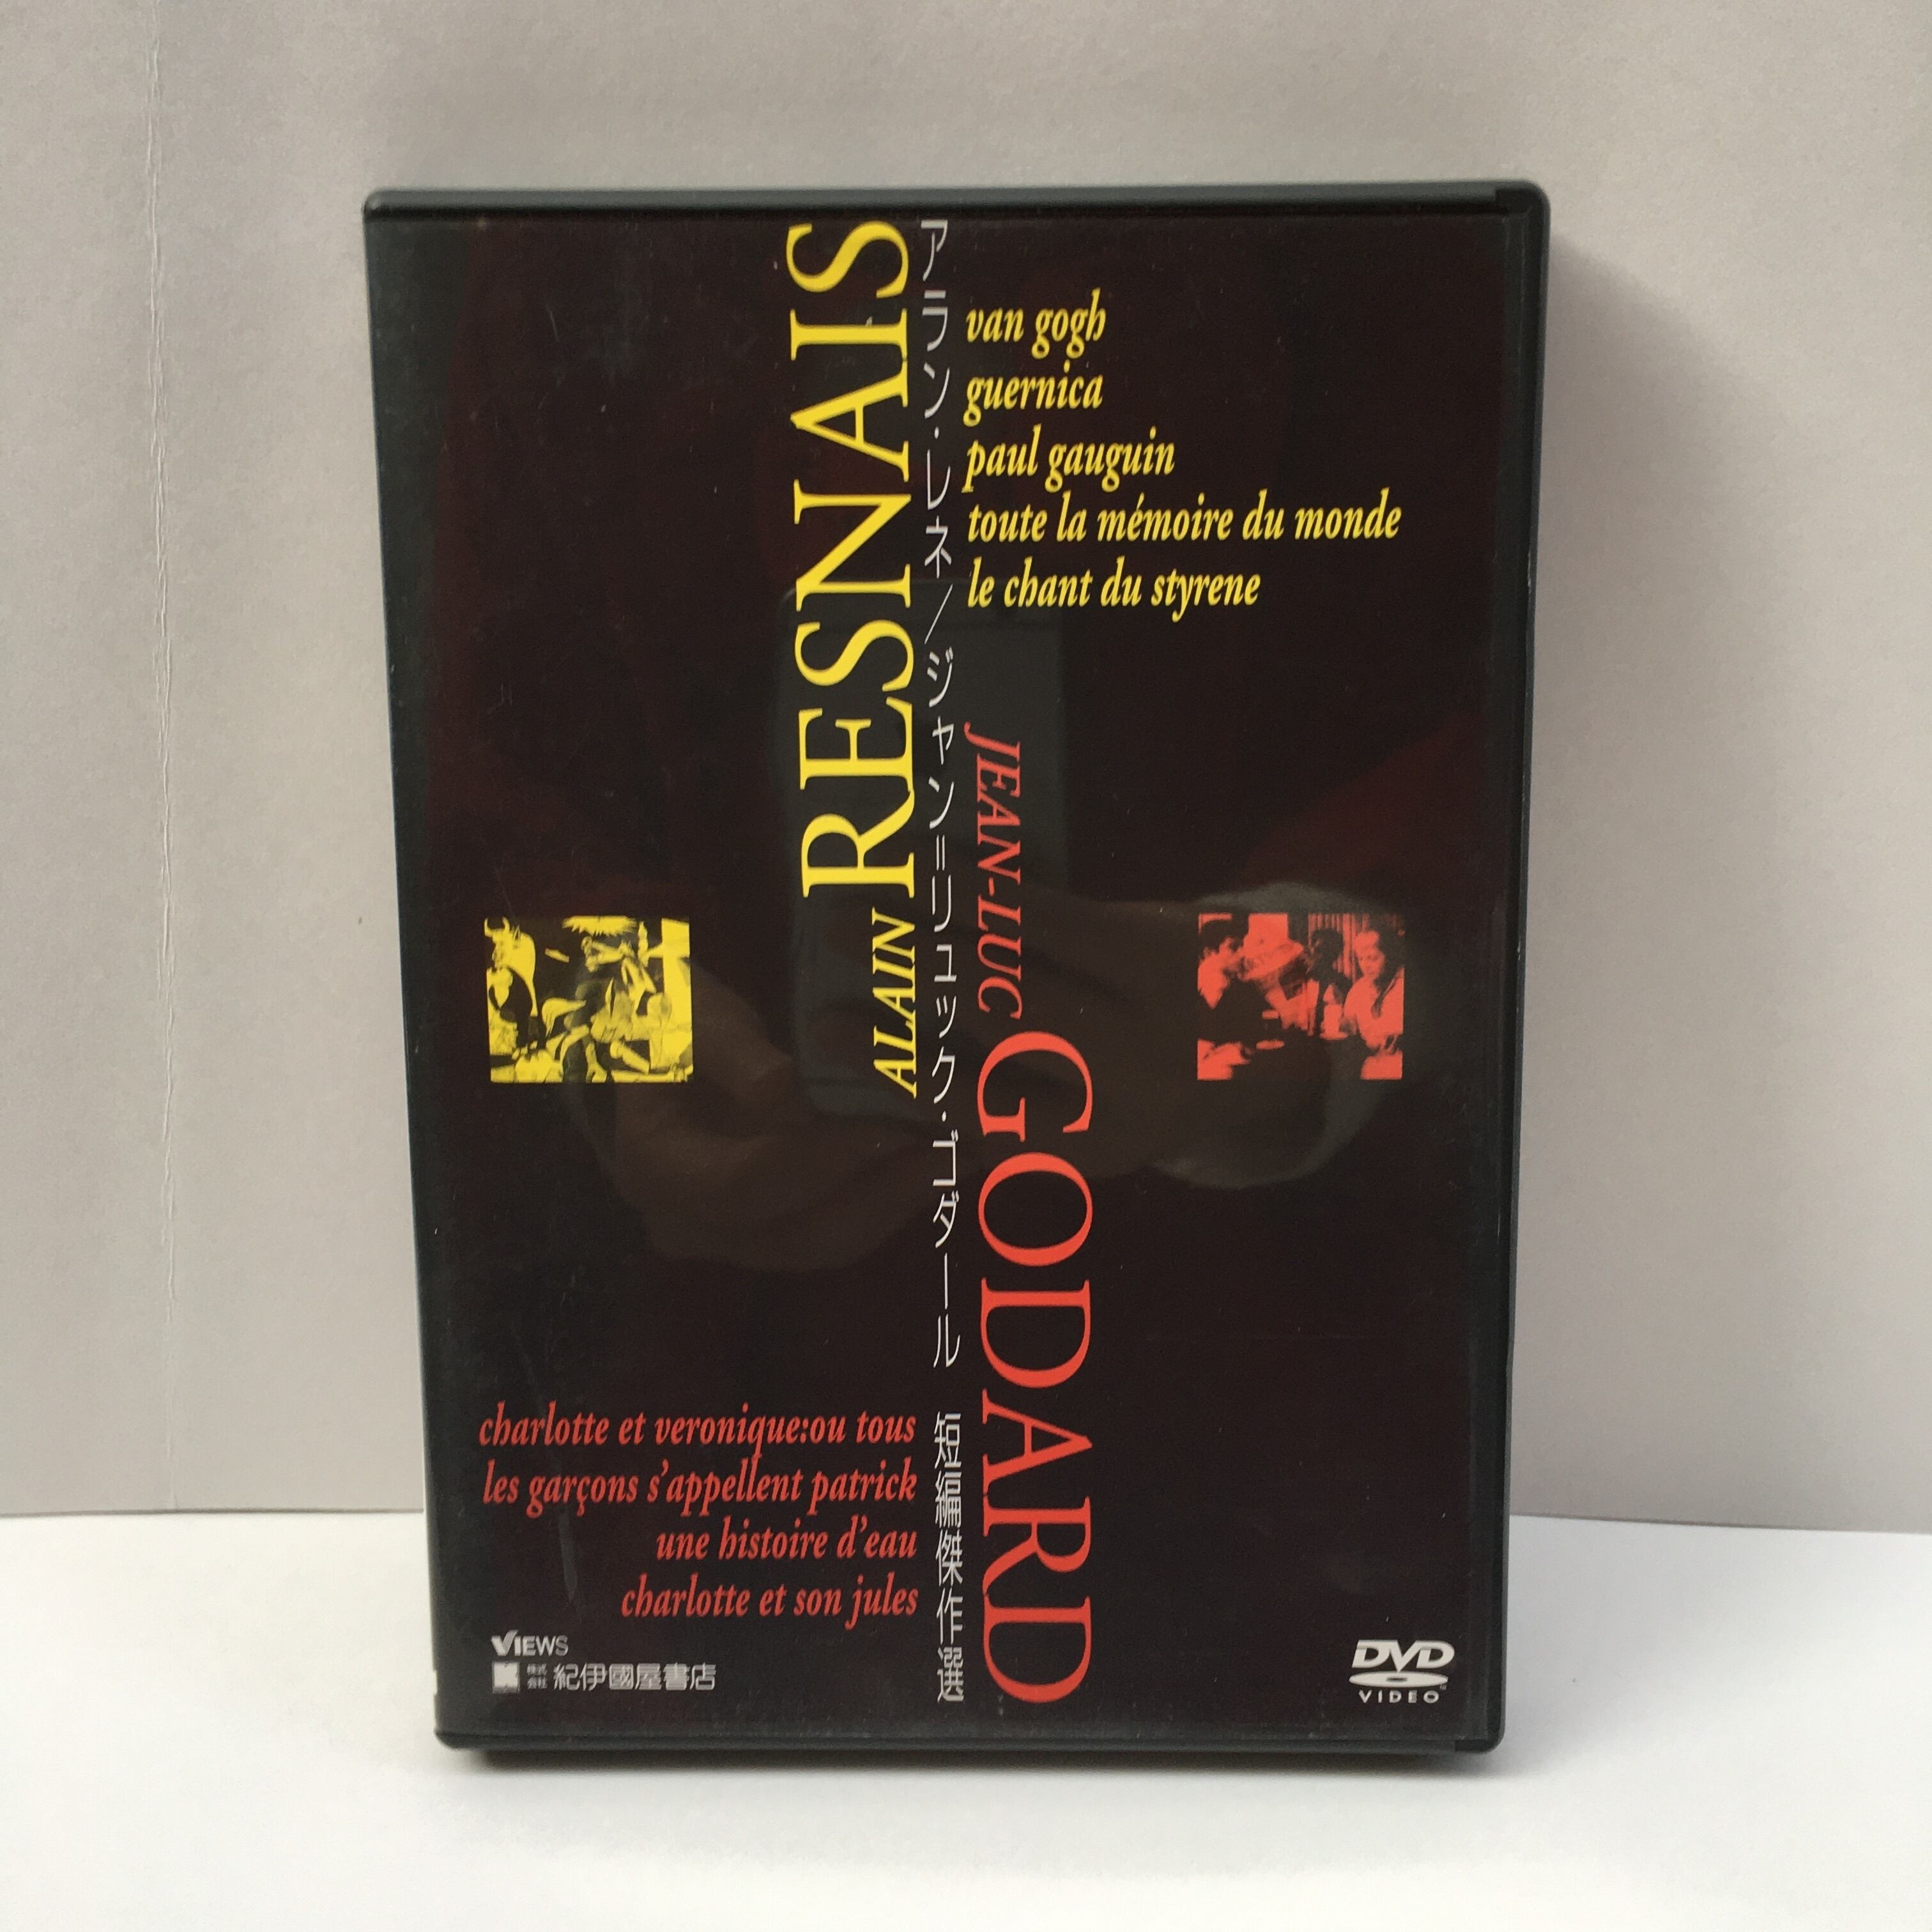 ALAIN RESNAIS
アラン・レネ/ジャン=リュック・ゴダール 短編傑作選
van gogh
guernica
paul gauguin
toute la mémoire du monde
le chant du styrene
JEAN-LUC GODARD
charlotte et veronique:ou tous
les garçons s'appellent patrick
une histoire d'eau
charlotte et son jules
VIEWS
株式会社 紀伊國屋書店
DVD
VIDEO